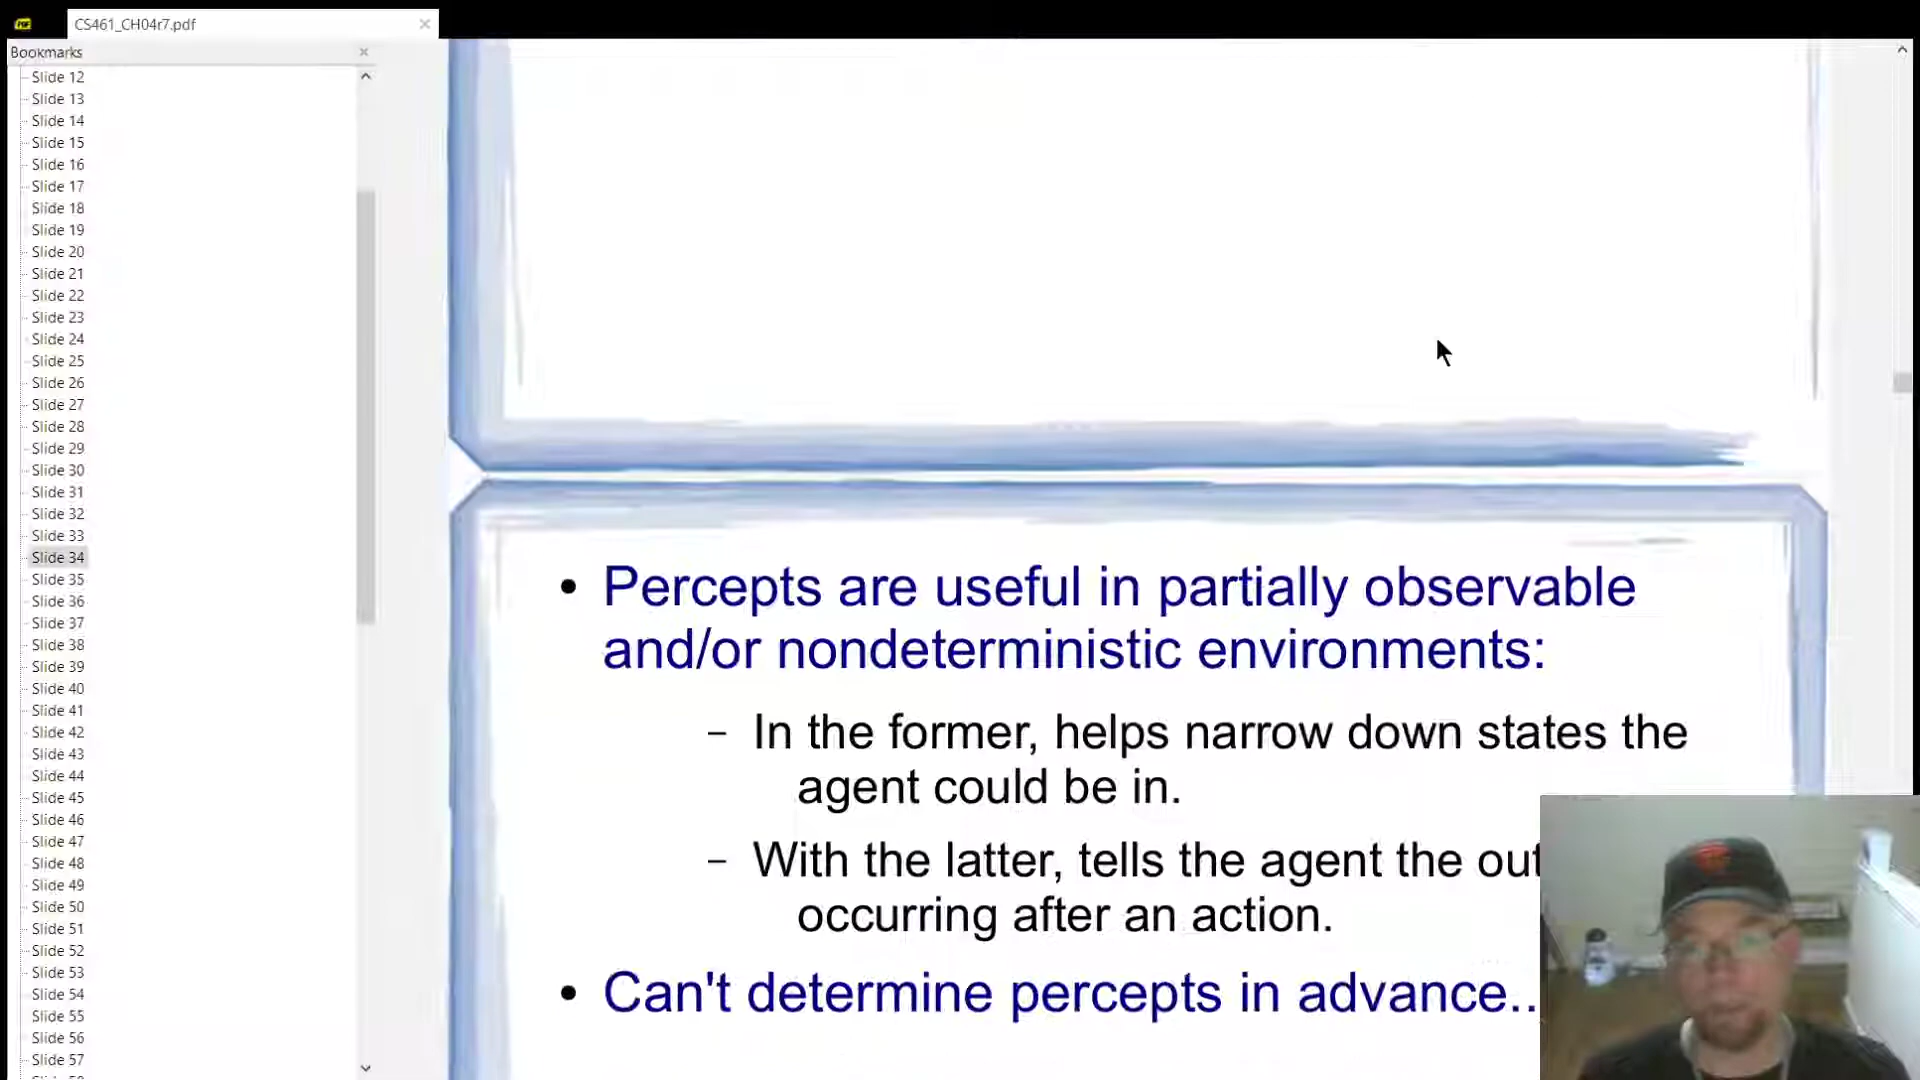 CS461_CH04r7.pdf
Bookmarks
Slide 12
Slide 13
Slide 14
Slide 15
Slide 16
Slide 17
Slide 18
Slide 19
Slide 20
Slide 21
Slide 22
Slide 23
Slide 24
Slide 25
Slide 26
Slide 27
Slide 28
Slide 29
Slide 30
Slide 31
Slide 32
Slide 33
Slide 34
Slide 35
Slide 36
Slide 37
Slide 38
Slide 39
Slide 40
Slide 41
Slide 42
Slide 43
Slide 44
Slide 45
Slide 46
Slide 47
Slide 48
Slide 49
Slide 50
Slide 51
Slide 52
Slide 53
Slide 54
Slide 55
Slide 56
Slide 57
• Percepts are useful in partially observable
and/or nondeterministic environments:
– In the former, helps narrow down states the
agent could be in.
– With the latter, tells the agent the out
occurring after an action.
• Can't determine percepts in advance..